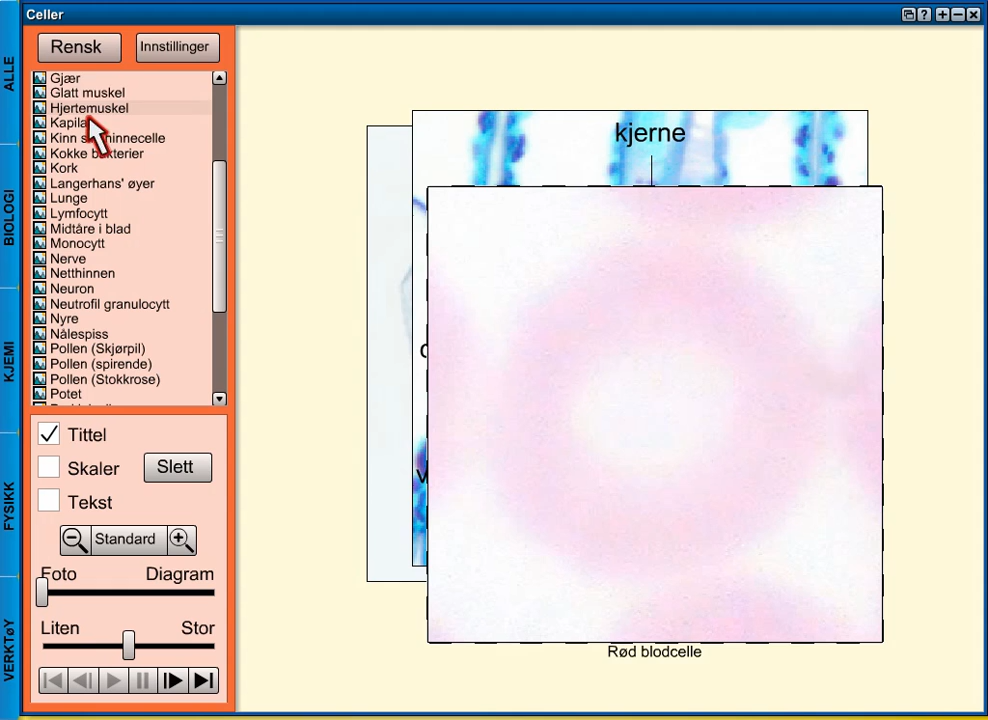 Celler
ALLE
BIOLOGI
KJEMI
FYSIKK
VERKTøY
Rensk
Innstillinger
Gjær
Glatt muskel
Hjertemuskel
Kinn
Kokke bakterier
Kork
Langerhans' øyer
Lunge
Lymfocytt
Midtåre i blad
Monocytt
Nerve
Netthinnen
Neuron
Neutrofil granulocytt
Nyre
Nålespiss
Pollen (Skjørpil)
Pollen (spirende)
Pollen (Stokkrose)
Potet
Tittel
Skaler
Slett
Tekst
Standard
Foto
Diagram
Liten
Stor
kjerne
Rød blodcelle